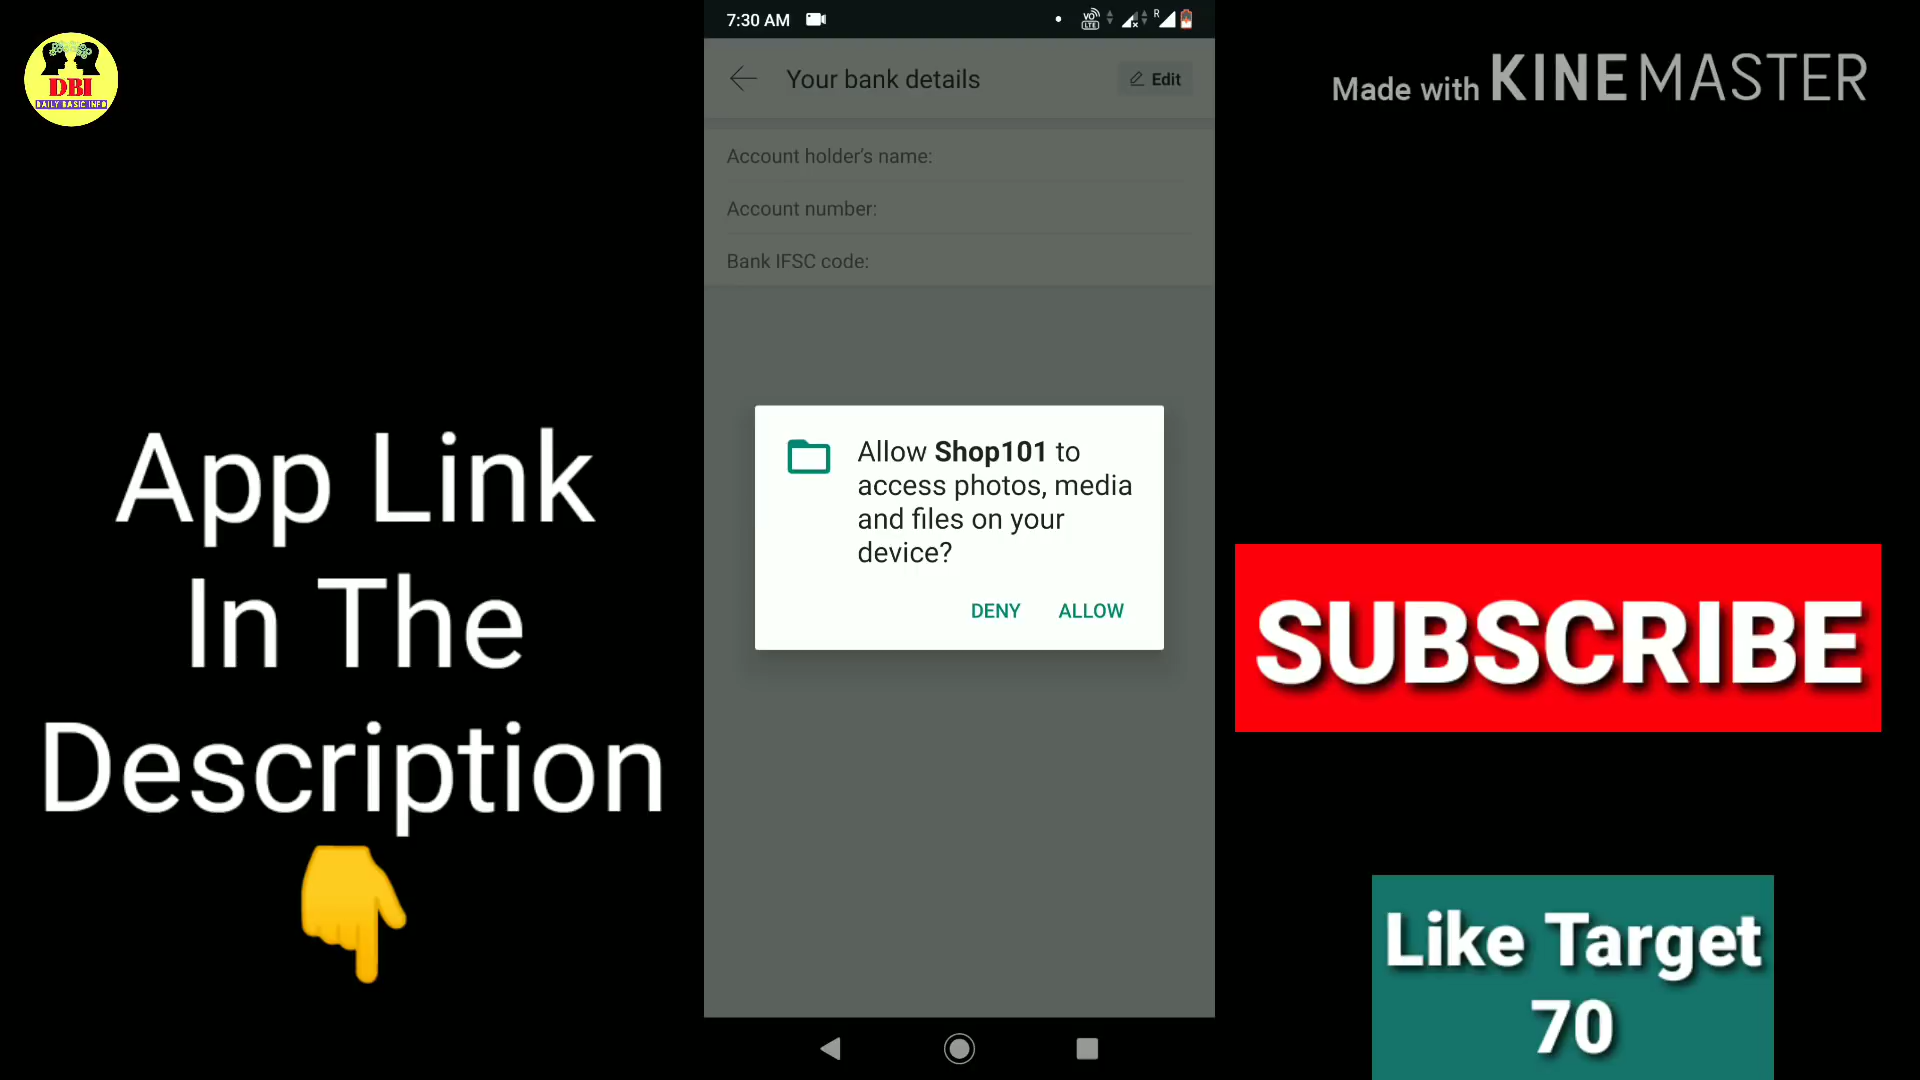 7:30 AM
VO
LTE
R
DBI
DAILY BASIC INFO
Your bank details
Edit
Made with KINEMASTER
Account holder's name:
Account number:
Bank IFSC code:
Allow Shop101 to
access photos, media
and files on your
device?
DENY ALLOW
App Link
In The
Description
SUBSCRIBE
Like Target
70